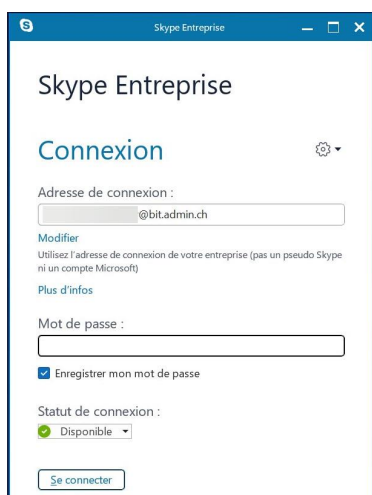 Skype Entreprise
Skype Entreprise
Connexion
Adresse de connexion :
@bit.admin.ch
Modifier
Utilisez l'adresse de connexion de votre entreprise (pas un pseudo Skype
ni un compte Microsoft)
Plus d'infos
Mot de passe :
Enregistrer mon mot de passe
Statut de connexion :
Disponible
Se connecter